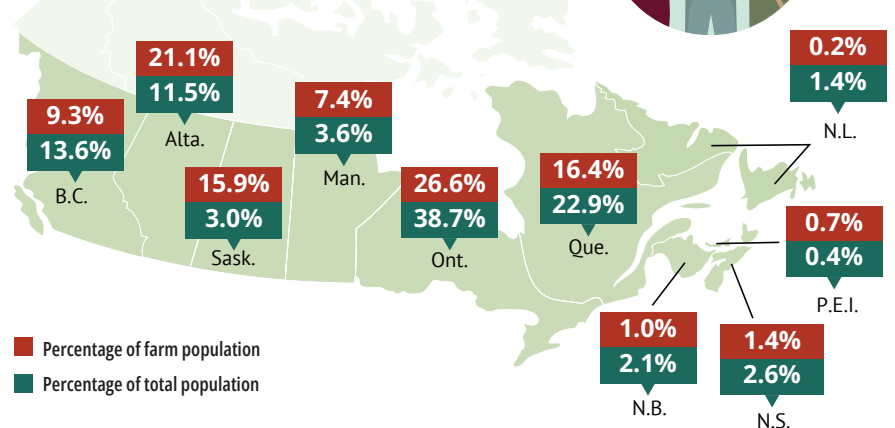 21.1%
11.5%
Alta.
9.3%
13.6%
B.C.
15.9%
3.0%
Sask.
7.4%
3.6%
Man.
26.6%
38.7%
Ont.
16.4%
22.9%
Que.
0.2%
1.4%
N.L.
0.7%
0.4%
P.E.I.
1.0%
2.1%
N.B.
1.4%
2.6%
N.S.
Percentage of farm population
Percentage of total population